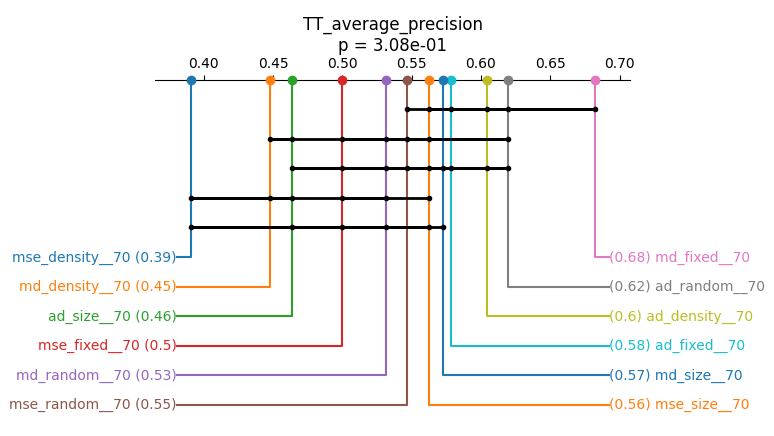 TT_average_precision
p = 3.08e-01
0.40 0.45 0.50 0.55 0.60 0.65 0.70
mse_density__70 (0.39) (0.68) md_fixed__70
md_density__70 (0.45) (0.62) ad_random__70
ad_size__70 (0.46) (0.6) ad_density__70
mse_fixed__70 (0.5) (0.58) ad_fixed__70
md_random__70 (0.53) (0.57) md_size__70
mse_random__70 (0.55) (0.56) mse_size__70